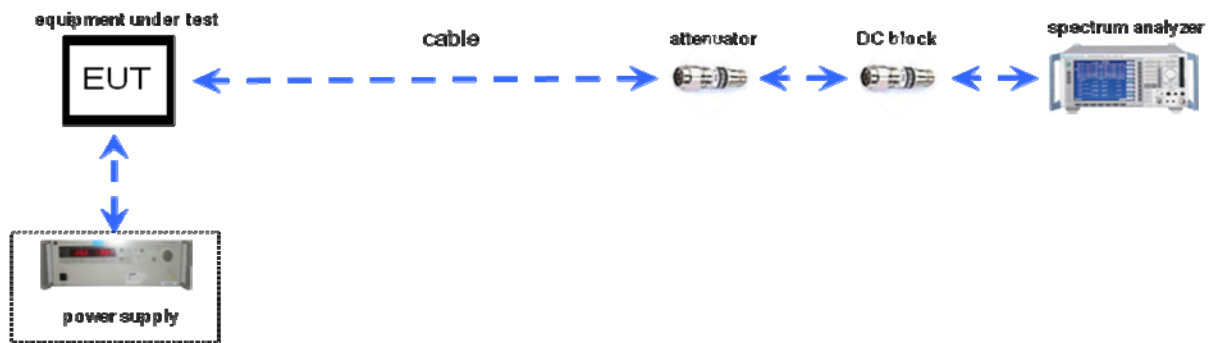 equipment under test
EUT
cable
attenuator
DC block
spectrum analyzer
power supply